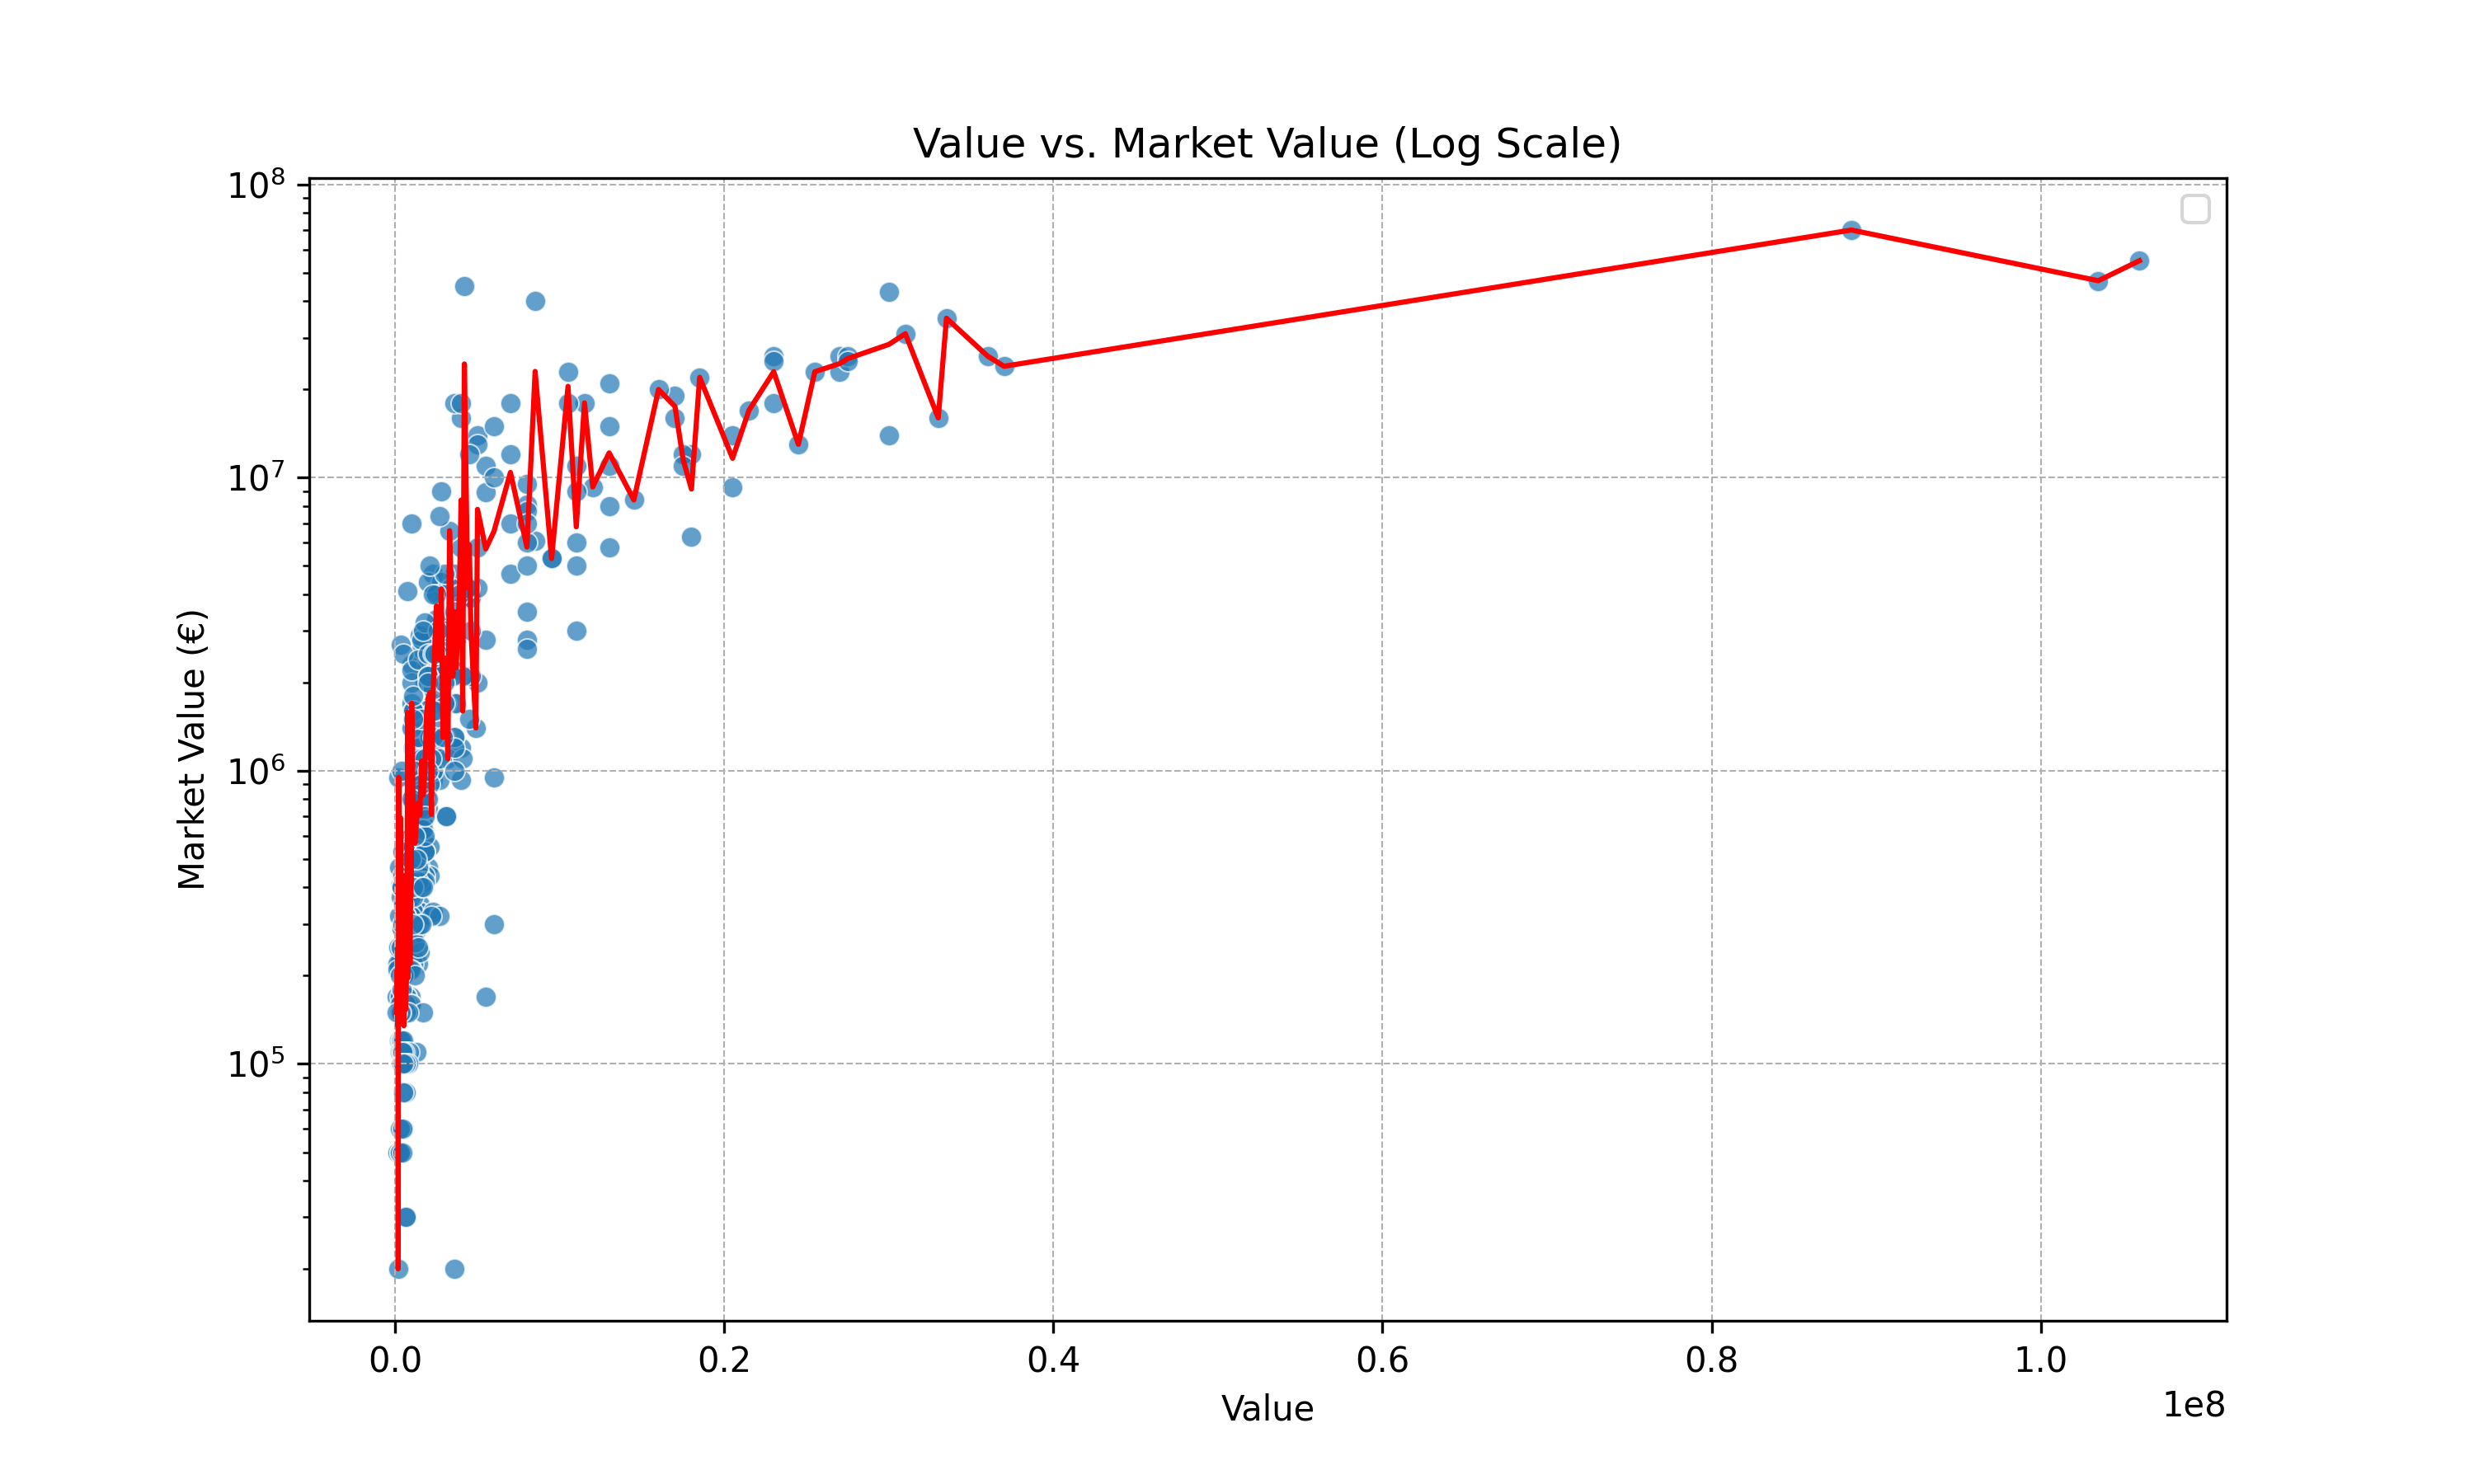 Value vs. Market Value (Log Scale)
10⁸
10⁷
10⁶
10⁵
Market Value (€)
0.0 0.2 0.4 0.6 0.8 1.0
1e8
Value